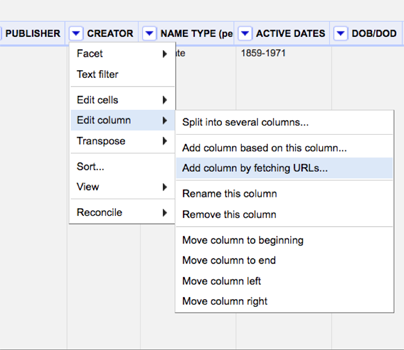 PUBLISHER CREATOR NAME TYPE (pe ACTIVE DATES DOB/DOD
Facet 1859-1971
Text filter
Edit cells
Edit column
Transpose
Sort...
View
Reconcile
Split into several columns...
Add column based on this column...
Add column by fetching URLs...
Rename this column
Remove this column
Move column to beginning
Move column to end
Move column left
Move column right